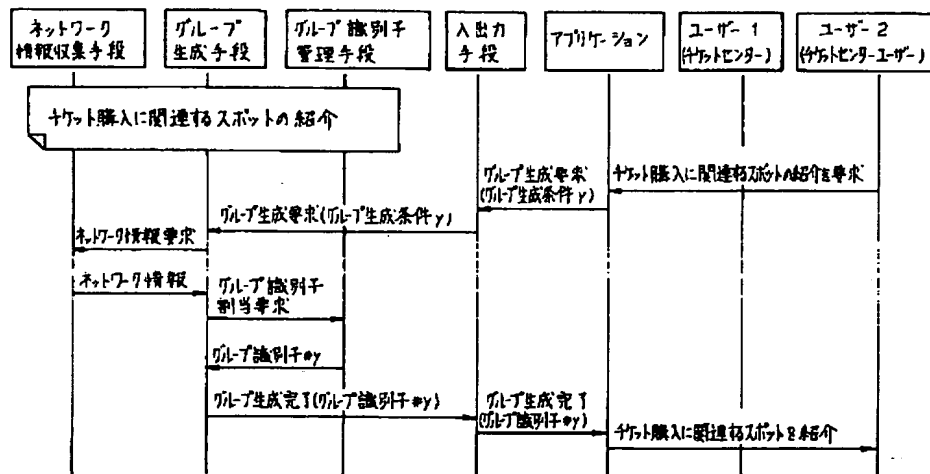 ネットワーク
情報収集手段
グループ
生成手段
グループ識別子
管理手段
入出力
手段
アプリケーション
ユーザー1
(チケットセンター)
ユーザー2
(チケットセンターユーザー)
チケット購入に関連するスポットの紹介
チケット購入に関連するスポットの紹介を要求
グループ生成要求
(グループ生成条件y)
グループ生成要求(グループ生成条件y)
ネットワーク情報要求
ネットワーク情報
グループ識別子
割当要求
グループ識別子#y
グループ生成完了(グループ識別子#y)
グループ生成完了
(グループ識別子#y)
チケット購入に関連するスポットを紹介